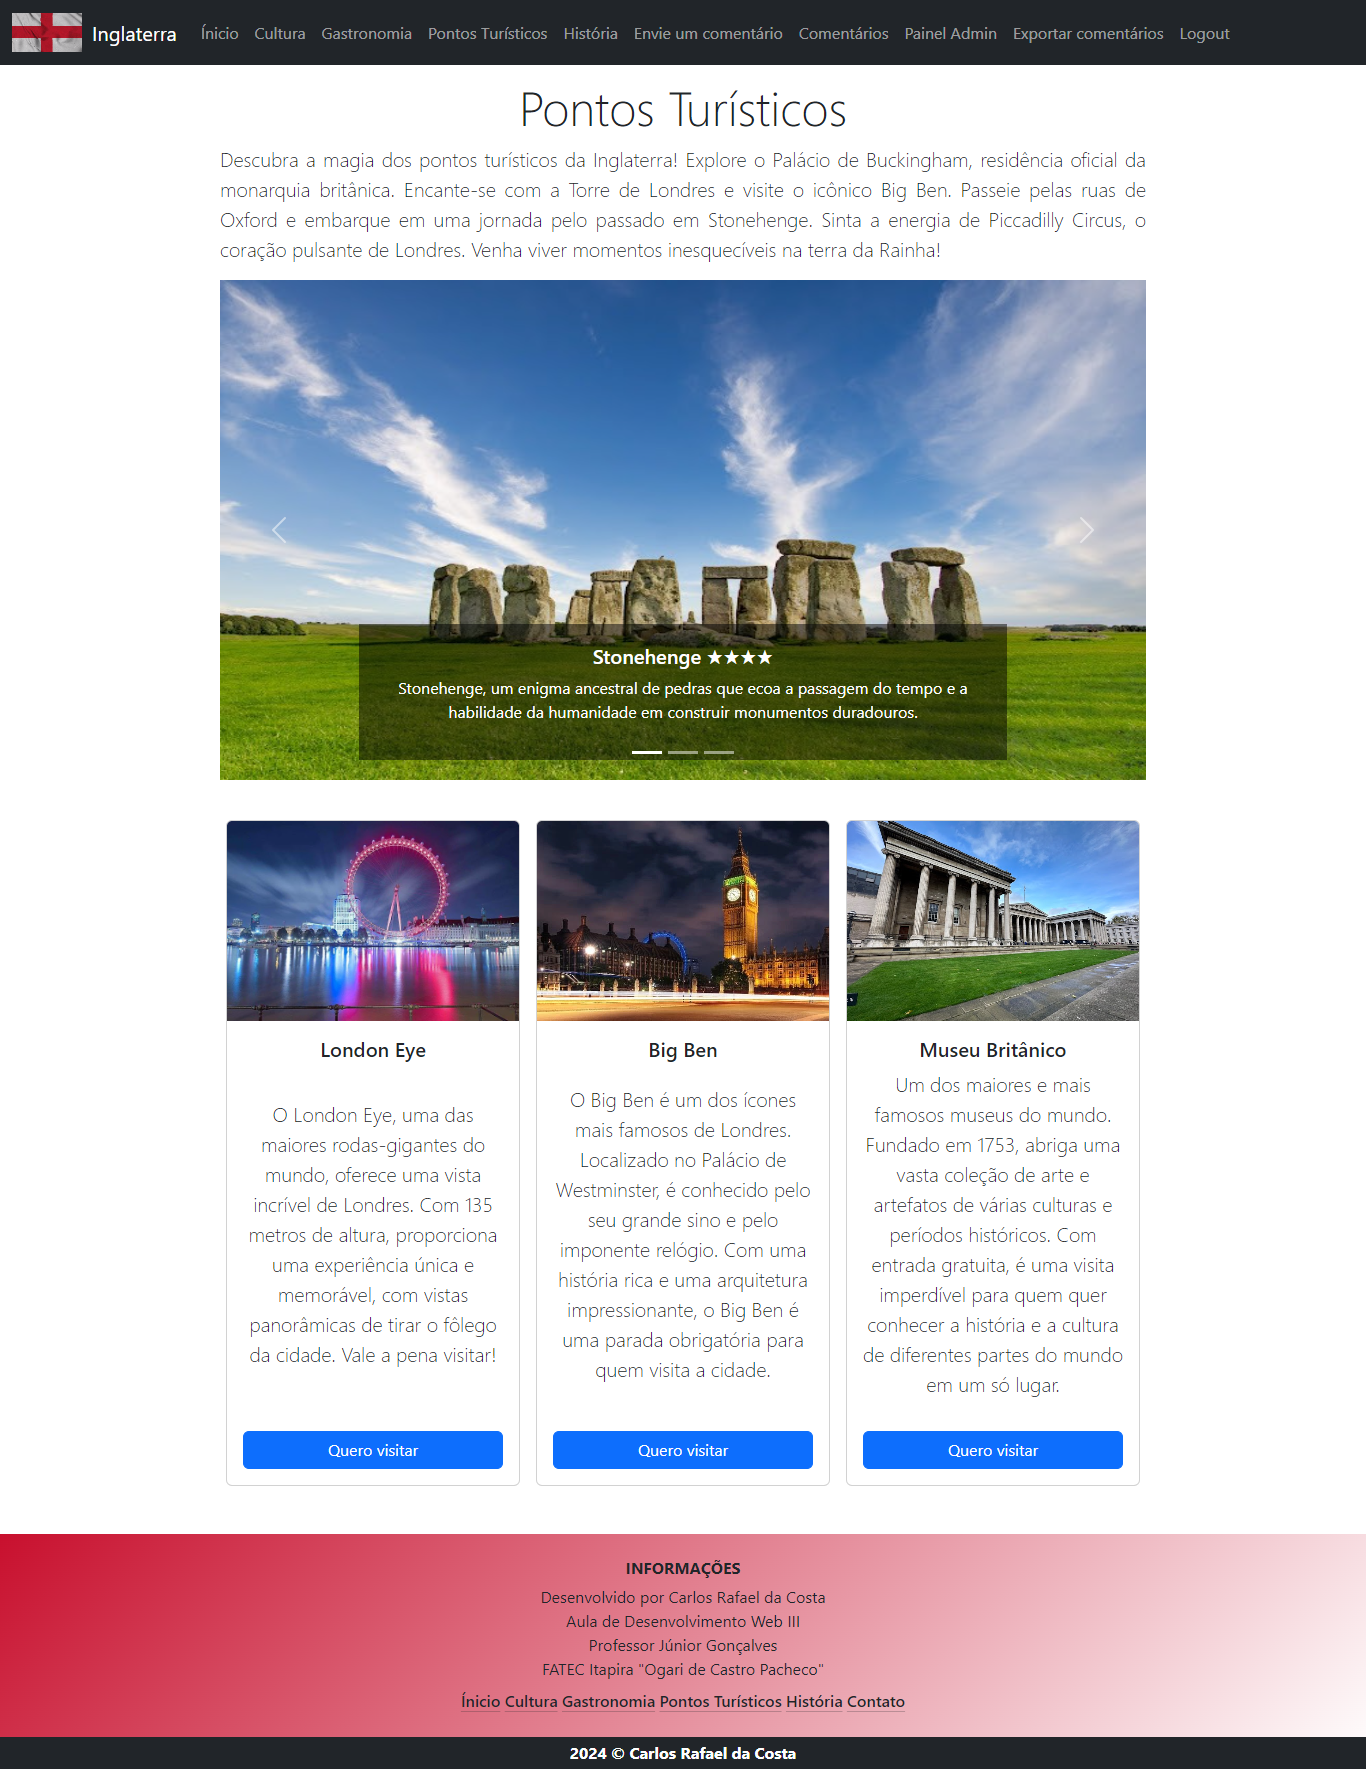 Inglaterra Ínicio Cultura Gastronomia Pontos Turísticos História Envie um comentário Comentários Painel Admin Exportar comentários Logout
Pontos Turísticos
Descubra a magia dos pontos turísticos da Inglaterra! Explore o Palácio de Buckingham, residência oficial da
monarquia britânica. Encante-se com a Torre de Londres e visite o icônico Big Ben. Passeie pelas ruas de
Oxford e embarque em uma jornada pelo passado em Stonehenge. Sinta a energia de Piccadilly Circus, o
coração pulsante de Londres. Venha viver momentos inesquecíveis na terra da Rainha!
Stonehenge ★★★★
Stonehenge, um enigma ancestral de pedras que ecoa a passagem do tempo e a
habilidade da humanidade em construir monumentos duradouros.
London Eye
O London Eye, uma das
maiores rodas-gigantes do
mundo, oferece uma vista
incrível de Londres. Com 135
metros de altura, proporciona
uma experiência única e
memorável, com vistas
panorâmicas de tirar o fôlego
da cidade. Vale a pena visitar!
Quero visitar
Big Ben
O Big Ben é um dos ícones
mais famosos de Londres.
Localizado no Palácio de
Westminster, é conhecido pelo
seu grande sino e pelo
imponente relógio. Com uma
história rica e uma arquitetura
impressionante, o Big Ben é
uma parada obrigatória para
quem visita a cidade.
Quero visitar
Museu Britânico
Um dos maiores e mais
famosos museus do mundo.
Fundado em 1753, abriga uma
vasta coleção de arte e
artefatos de várias culturas e
períodos históricos. Com
entrada gratuita, é uma visita
imperdível para quem quer
conhecer a história e a cultura
de diferentes partes do mundo
em um só lugar.
Quero visitar
INFORMAÇÕES
Desenvolvido por Carlos Rafael da Costa
Aula de Desenvolvimento Web III
Professor Júnior Gonçalves
FATEC Itapira "Ogari de Castro Pacheco"
Ínicio Cultura Gastronomia Pontos Turísticos História Contato
2024 © Carlos Rafael da Costa